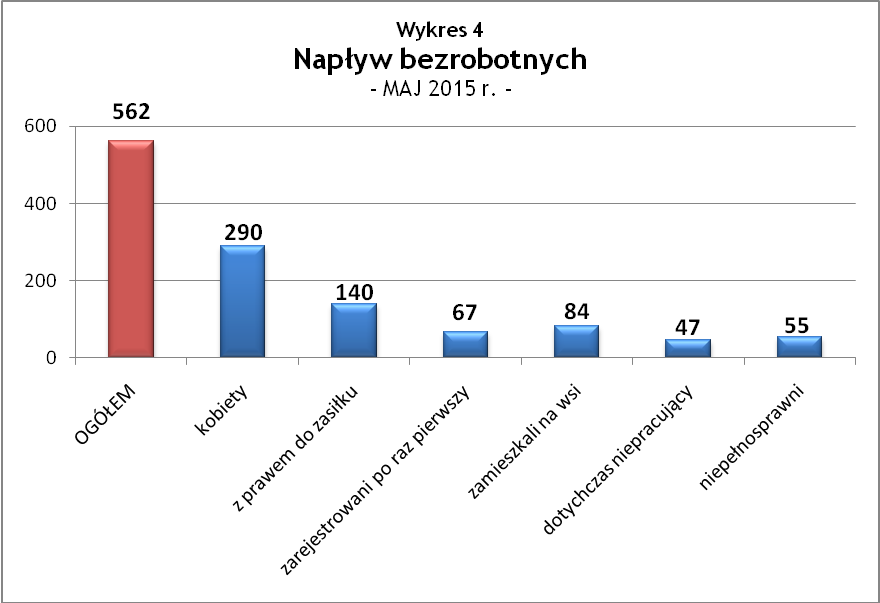 Wykres 4
Napływ bezrobotnych
- MAJ 2015 r. -
562
600
400
200
0
290
140
67
84
47
55
OGÓŁEM
kobiety
z prawem do zasiłku
zarejestrowani po raz pierwszy
zamieszkali na wsi
dotychczas niepracujący
niepełnosprawni